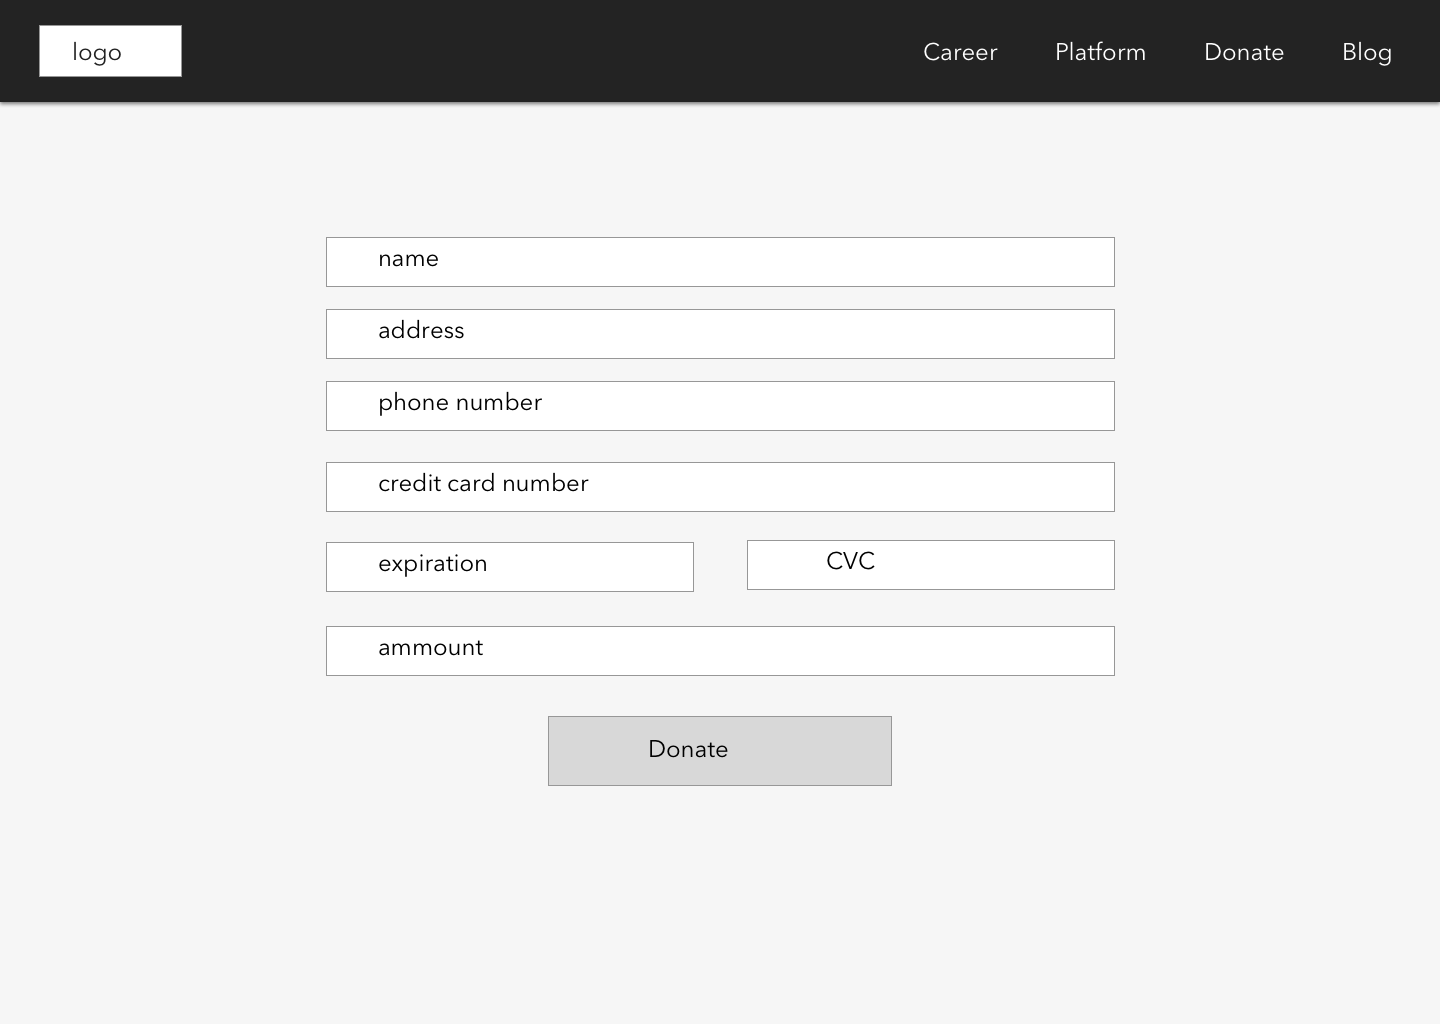 logo
Career Platform Donate Blog
name
address
phone number
credit card number
expiration CVC
ammount
Donate